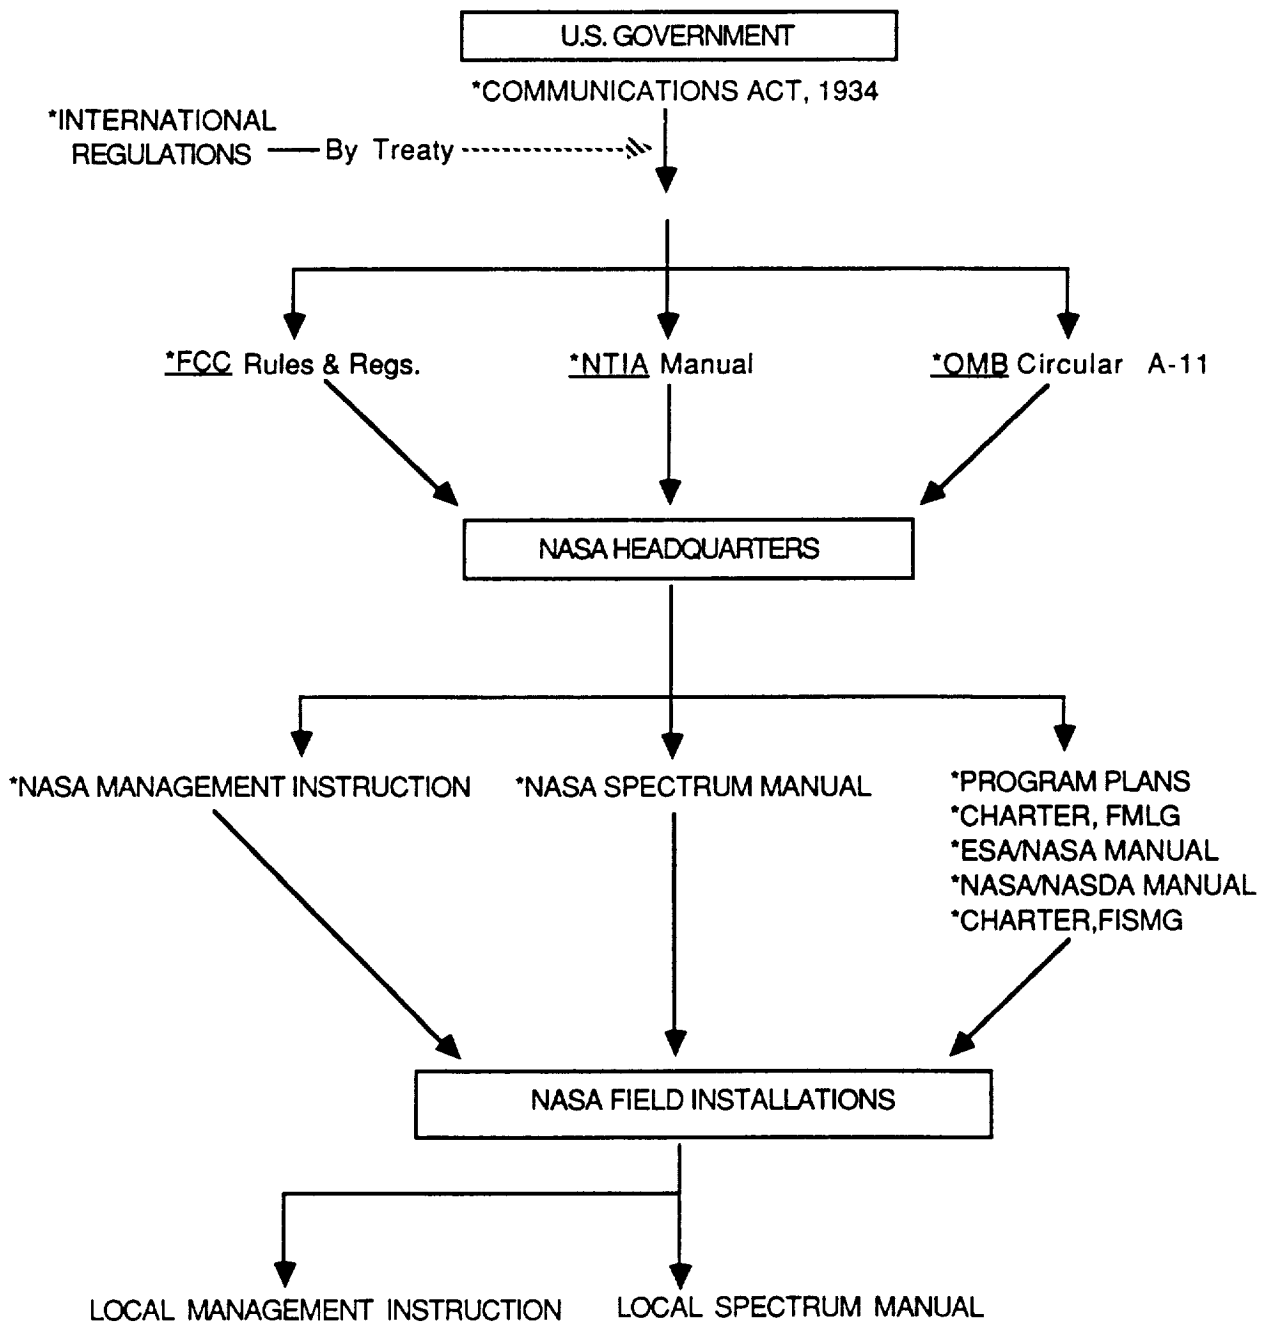 U.S. GOVERNMENT
*COMMUNICATIONS ACT, 1934
*INTERNATIONAL
REGULATIONS
By Treaty
*FCC Rules & Regs.
*NTIA Manual
*OMB Circular A-11
NASA HEADQUARTERS
*NASA MANAGEMENT INSTRUCTION
*NASA SPECTRUM MANUAL
*PROGRAM PLANS
*CHARTER, FMLG
*ESA/NASA MANUAL
*NASA/NASDA MANUAL
*CHARTER,FISMG
NASA FIELD INSTALLATIONS
LOCAL MANAGEMENT INSTRUCTION
LOCAL SPECTRUM MANUAL